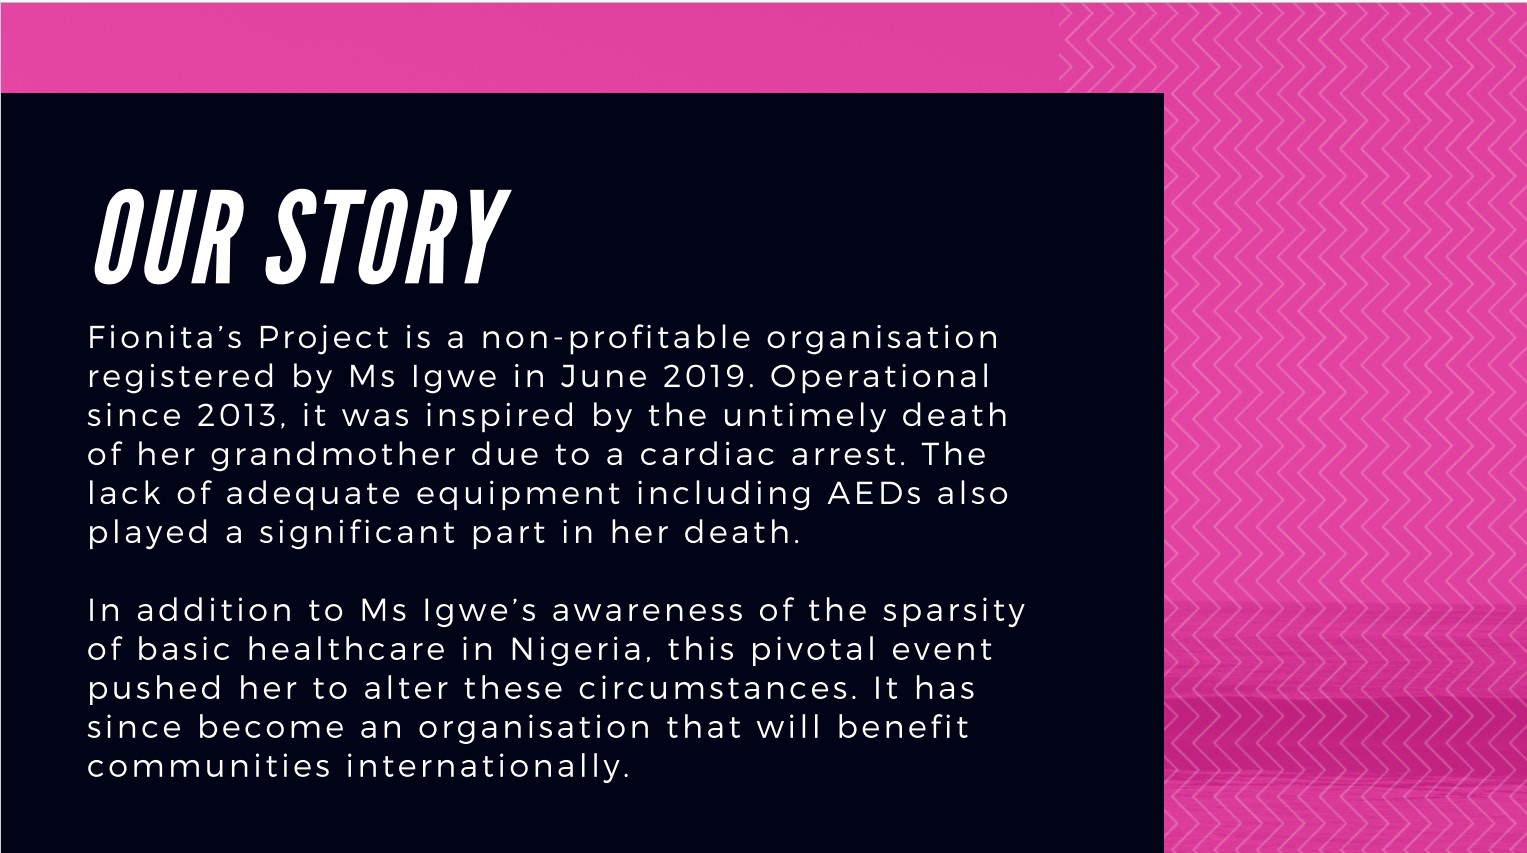 OUR STORY
Fionita’s Project is a non-profitable organisation
registered by Ms Igwe in June 2019. Operational
since 2013, it was inspired by the untimely death
of her grandmother due to a cardiac arrest. The
lack of adequate equipment including AEDs also
played a significant part in her death.
In addition to Ms Igwe’s awareness of the sparsity
of basic healthcare in Nigeria, this pivotal event
pushed her to alter these circumstances. It has
since become an organisation that will benefit
communities internationally.